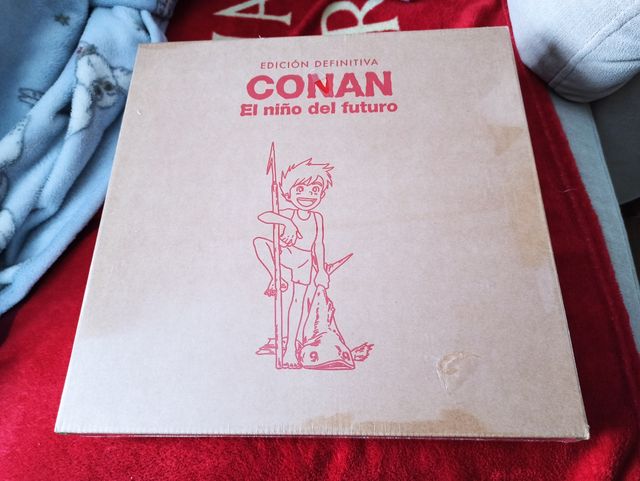 EDICIÓN DEFINITIVA
CONAN
El niño del futuro